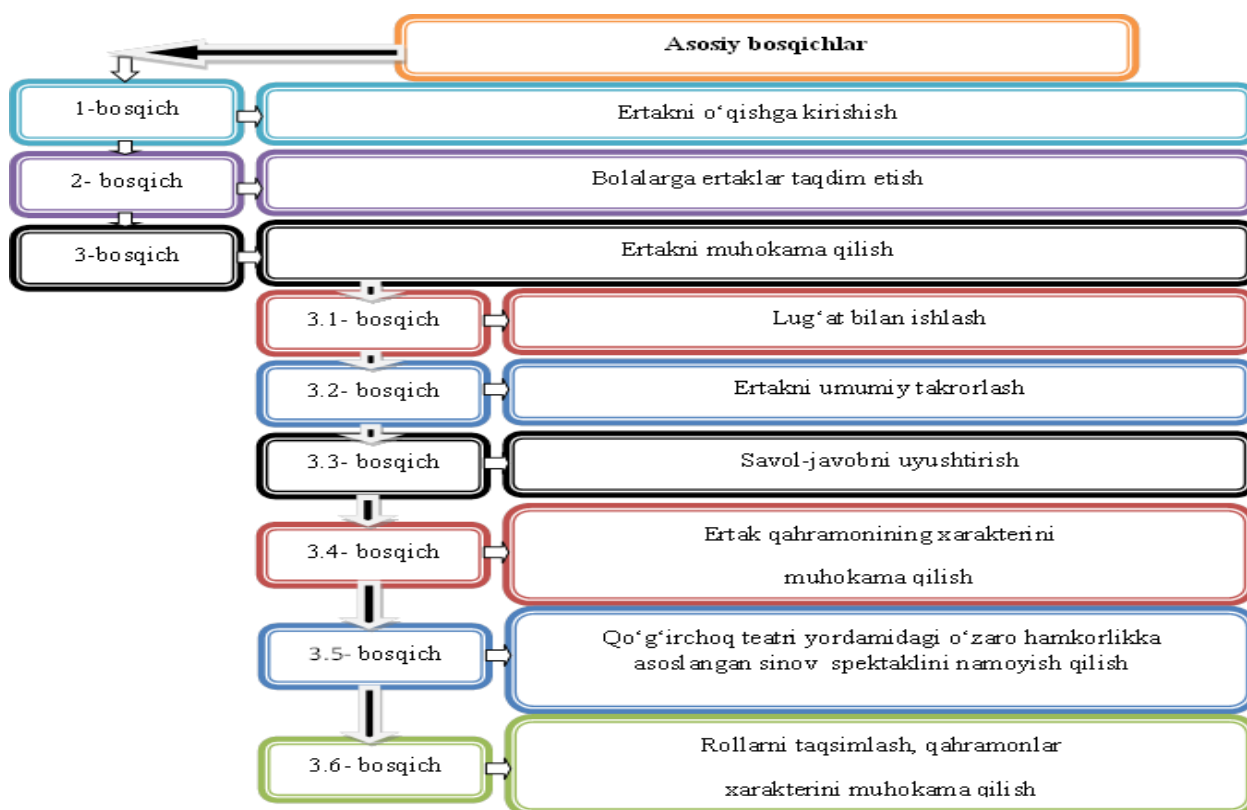 Asosiy bosqichlar
1-bosqich
Ertakni o‘qishga kirishish
2- bosqich
Bolalarga ertaklar taqdim etish
3-bosqich
Ertakni muhokama qilish
3.1- bosqich
Lug‘at bilan ishlash
3.2- bosqich
Ertakni umumiy takrorlash
3.3- bosqich
Savol-javobni uyushtirish
3.4- bosqich
Ertak qahramonining xarakterini
muhokama qilish
3.5- bosqich
Qo‘g‘irchoq teatri yordamidagi o‘zaro hamkorlikka
asoslangan sinov spektaklini namoyish qilish
3.6- bosqich
Rollarni taqsimlash, qahramonlar
xarakterini muhokama qilish